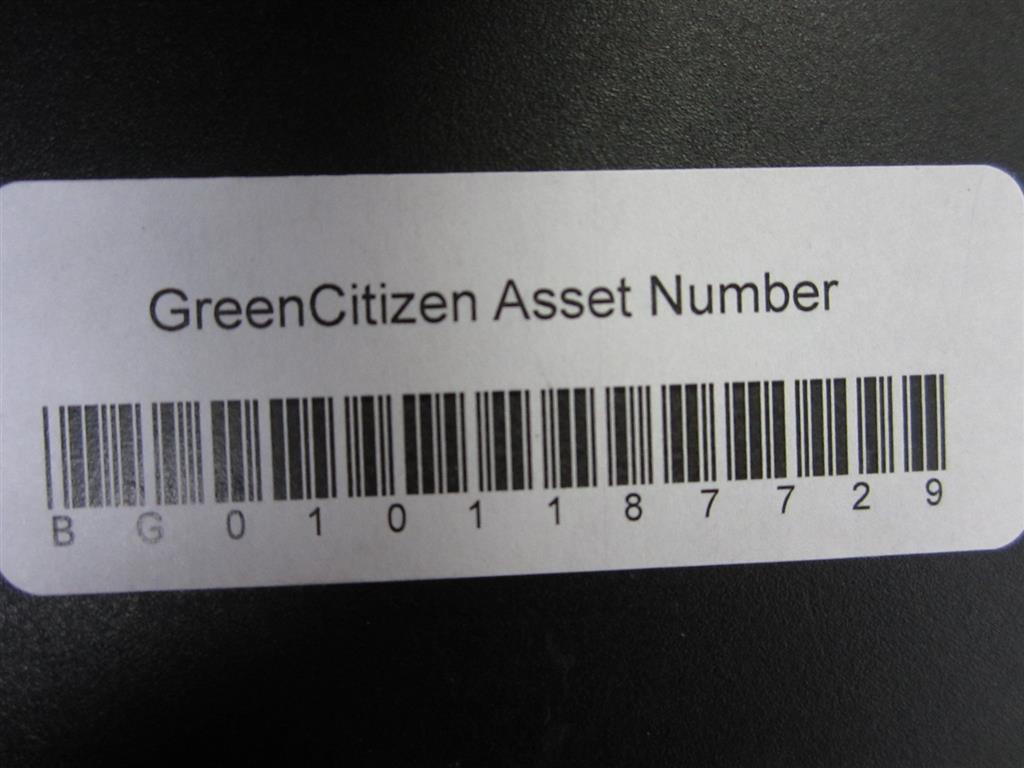 GreenCitizen Asset Number
B G 0 1 0 1 1 8 7 7 2 9